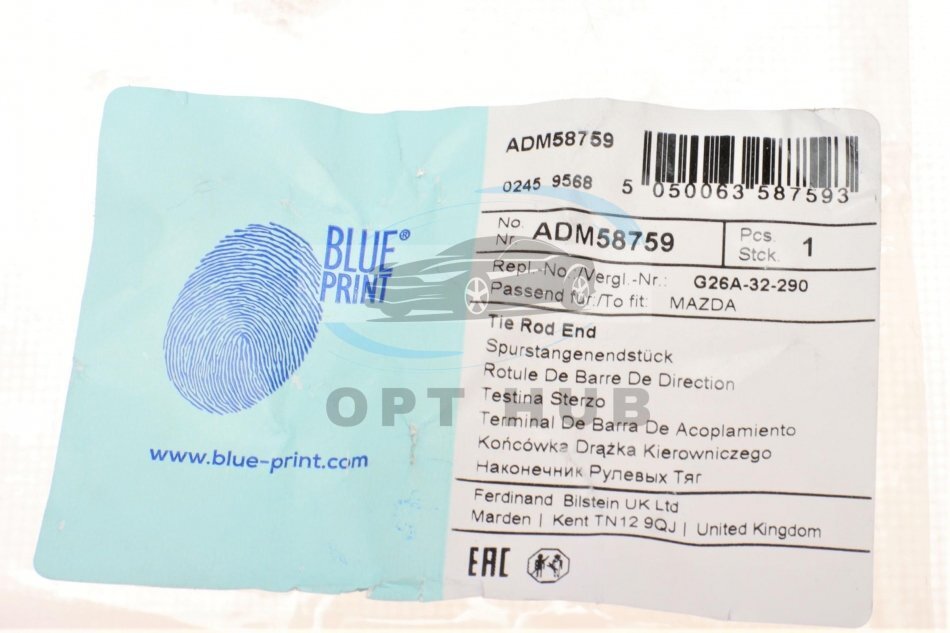 BLUE®
PRINT
www.blue-print.com
ADM58759
0245 9568
5 050063 587593
No.
Nr. ADM58759
Pcs.
Stck. 1
Repl.-No./Vergl.-Nr.: G26A-32-290
Passend für:/To fit: MAZDA
Tie Rod End
Spurstangenendstück
Rotule De Barre De Direction
Testina Sterzo
Terminal De Barra De Acoplamiento
Końcówka Drążka Kierowniczego
Наконечник Рулевых Тяг
Ferdinand Bilstein UK Ltd
Marden | Kent TN12 9QJ | United Kingdom
EAC
OPT HUB